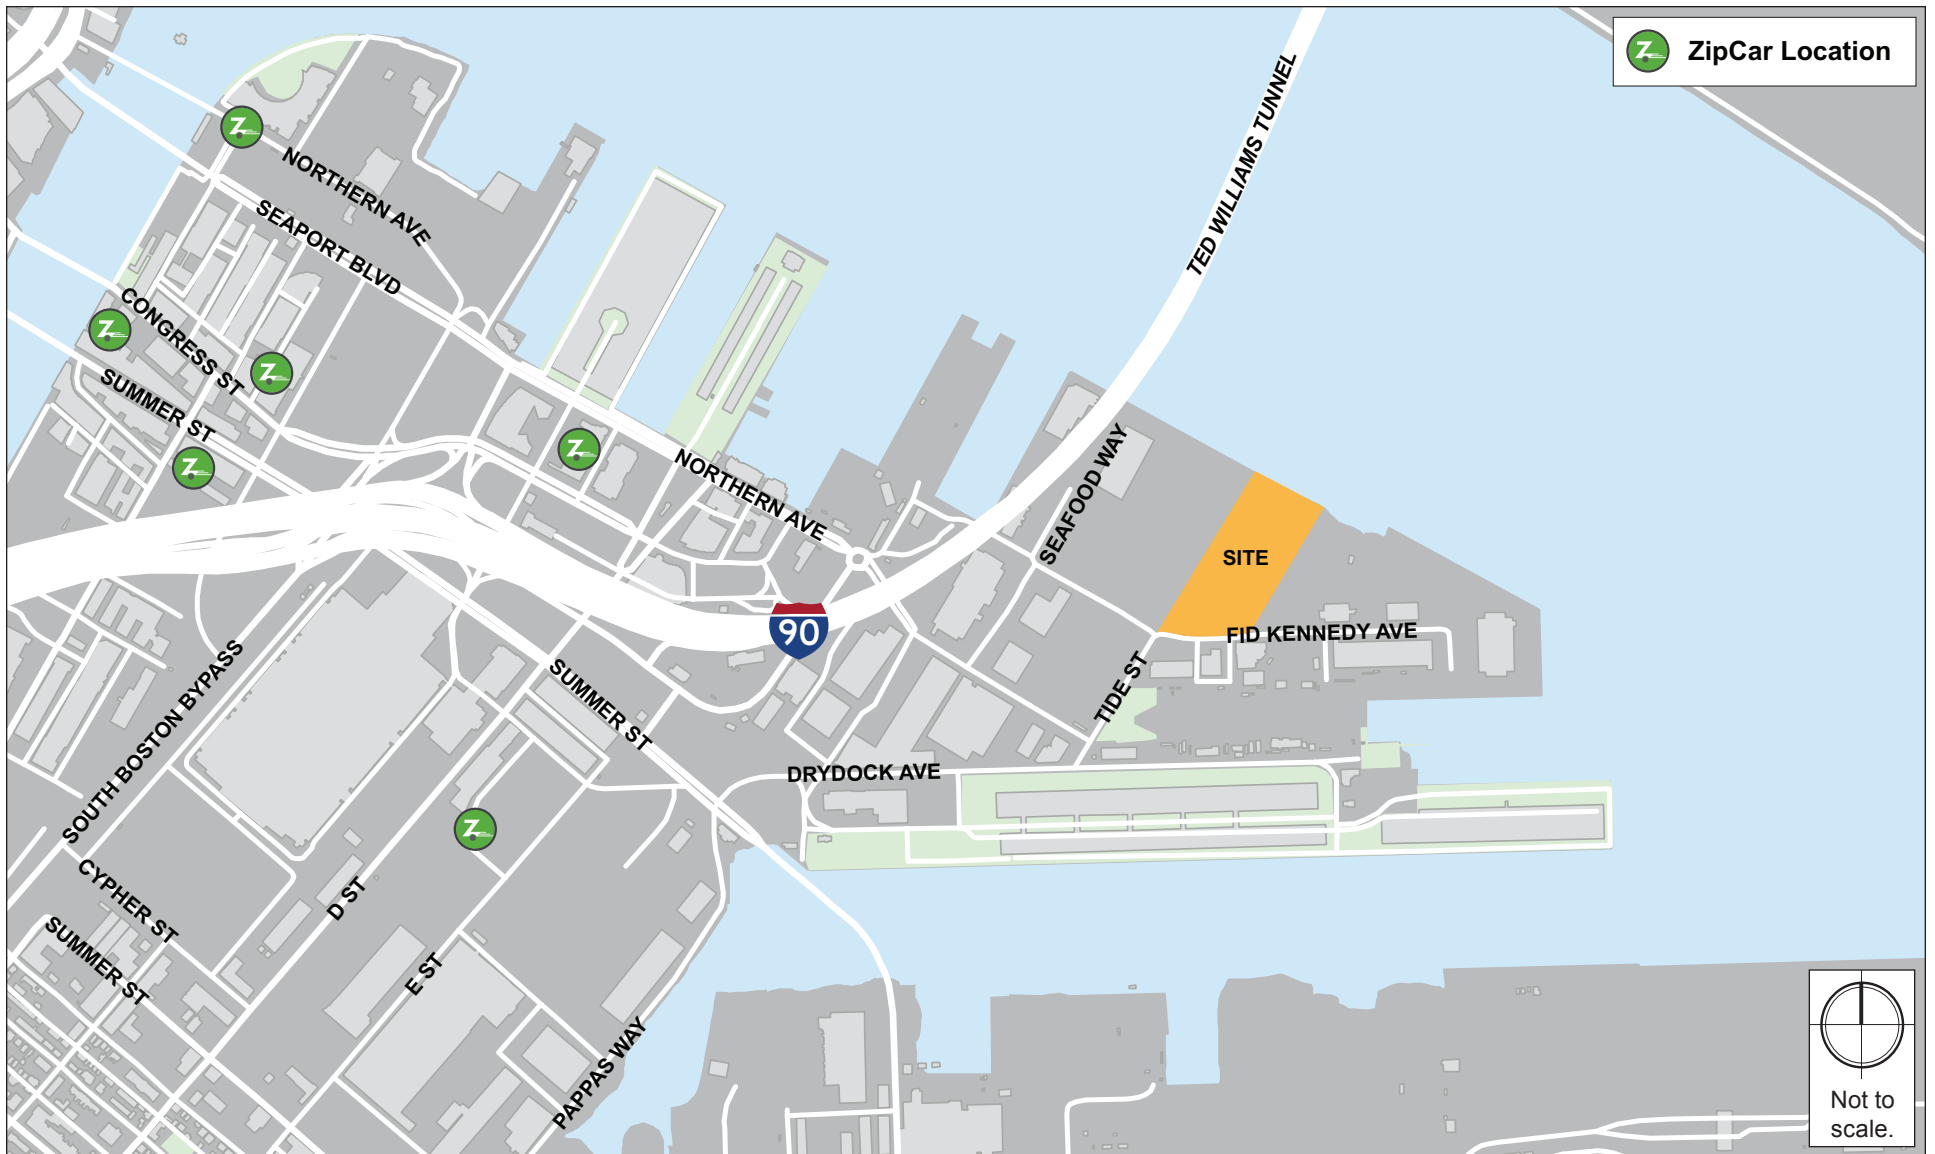 ZipCar Location
TED WILLIAMS TUNNEL
NORTHERN AVE
SEAPORT BLVD
CONGRESS ST
SUMMER ST
NORTHERN AVE
SEAFOOD WAY
SITE
90
FID KENNEDY AVE
TIDE ST
SOUTH BOSTON BYPASS
SUMMER ST
DRYDOCK AVE
CYPHER ST
D ST
SUMMER ST
E ST
PAPPAS WAY
Not to
scale.
Z
Z
Z
Z
Z
Z
Z